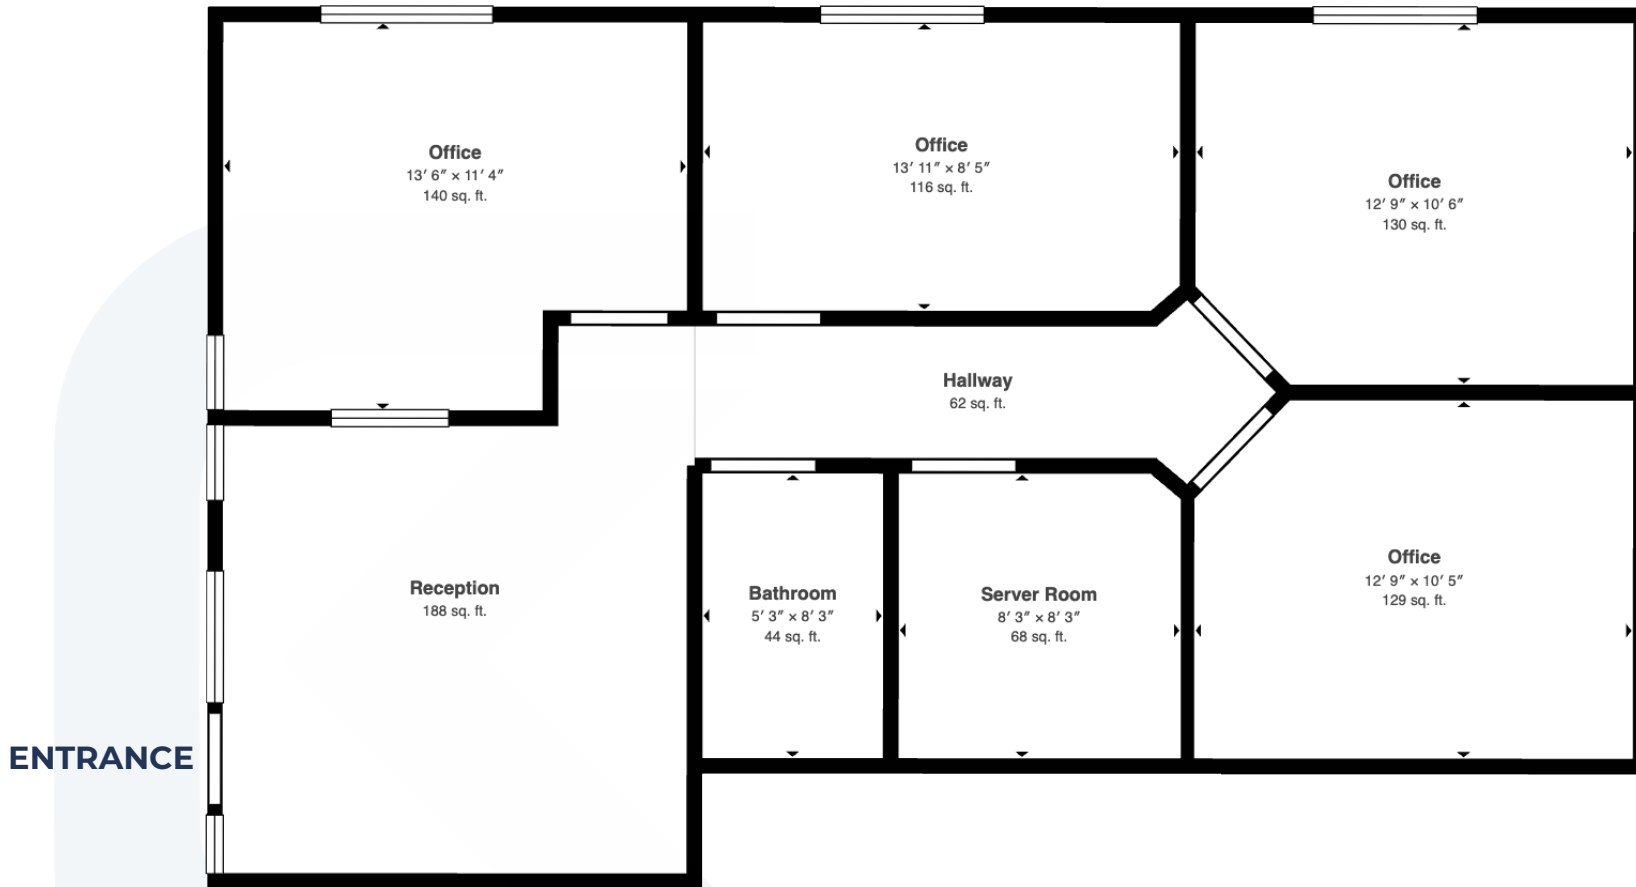 Office
13′ 6″ × 11′ 4″
140 sq. ft.
Office
13′ 11″ × 8′ 5″
116 sq. ft.
Office
12′ 9″ × 10′ 6″
130 sq. ft.
Hallway
62 sq. ft.
Reception
188 sq. ft.
Bathroom
5′ 3″ × 8′ 3″
44 sq. ft.
Server Room
8′ 3″ × 8′ 3″
68 sq. ft.
Office
12′ 9″ × 10′ 5″
129 sq. ft.
ENTRANCE